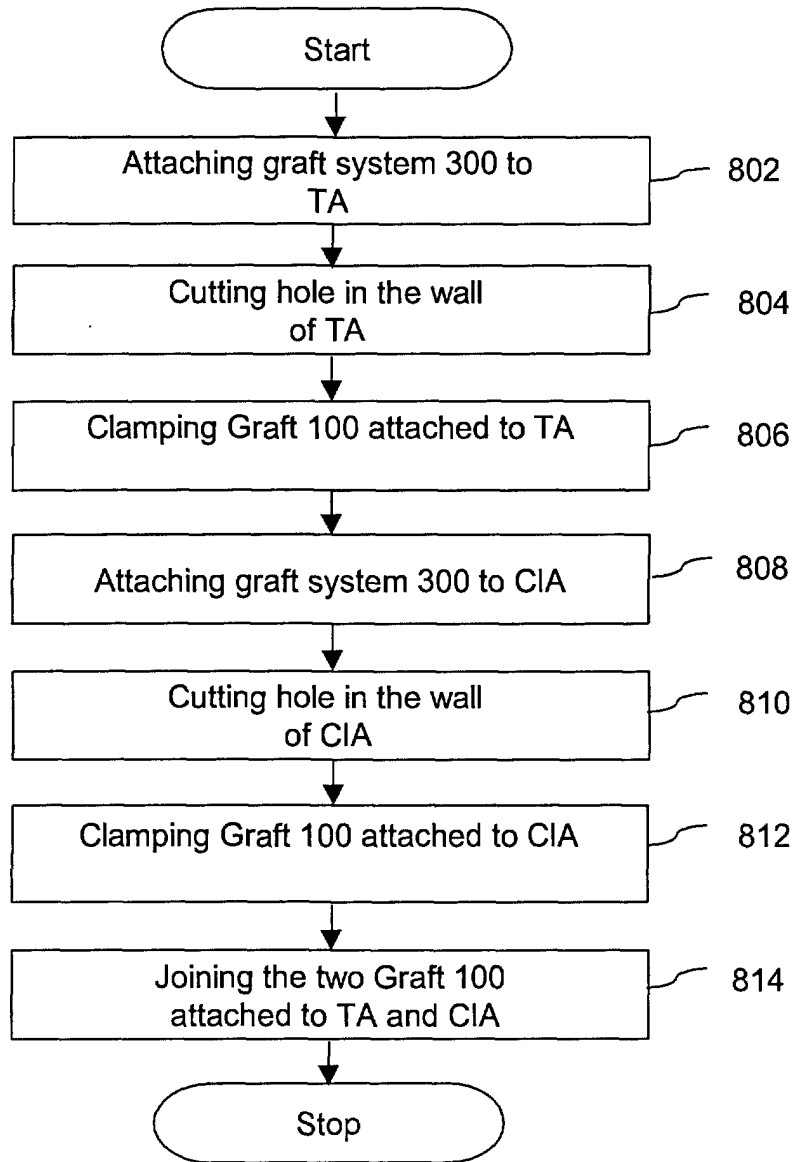 Start
Attaching graft system 300 to
TA
802
Cutting hole in the wall
of TA
804
Clamping Graft 100 attached to TA
806
Attaching graft system 300 to CIA
808
Cutting hole in the wall
of CIA
810
Clamping Graft 100 attached to CIA
812
Joining the two Graft 100
attached to TA and CIA
814
Stop